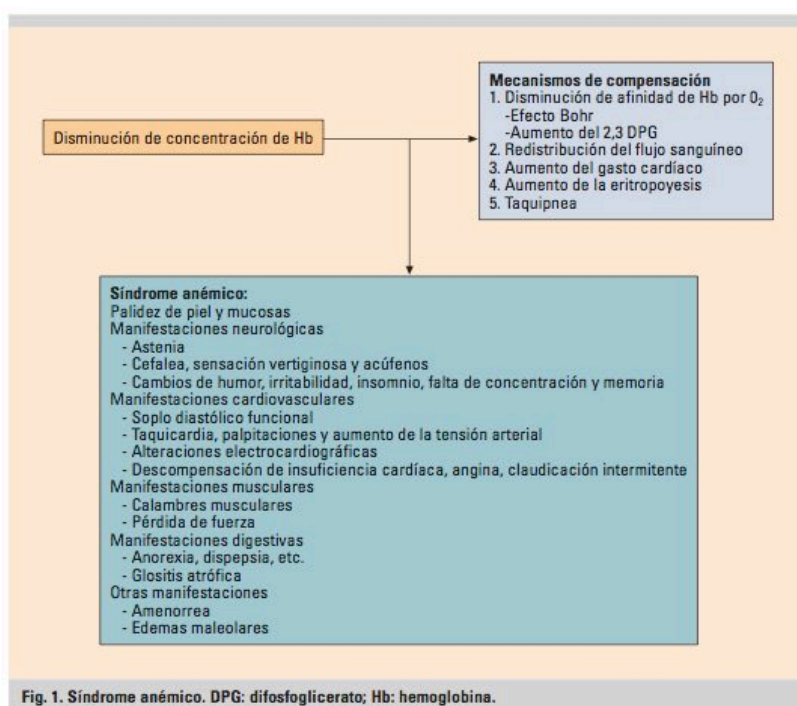 Disminución de concentración de Hb
Mecanismos de compensación
1. Disminución de afinidad de Hb por O₂
-Efecto Bohr
-Aumento del 2,3 DPG
2. Redistribución del flujo sanguíneo
3. Aumento del gasto cardíaco
4. Aumento de la eritropoyesis
5. Taquipnea
Síndrome anémico:
Palidez de piel y mucosas
Manifestaciones neurológicas
- Astenia
- Cefalea, sensación vertiginosa y acúfenos
- Cambios de humor, irritabilidad, insomnio, falta de concentración y memoria
Manifestaciones cardiovasculares
- Soplo diastólico funcional
- Taquicardia, palpitaciones y aumento de la tensión arterial
- Alteraciones electrocardiográficas
- Descompensación de insuficiencia cardíaca, angina, claudicación intermitente
Manifestaciones musculares
- Calambres musculares
- Pérdida de fuerza
Manifestaciones digestivas
- Anorexia, dispepsia, etc.
- Glositis atrófica
Otras manifestaciones
- Amenorrea
- Edemas maleolares
Fig. 1. Síndrome anémico. DPG: difosfoglicerato; Hb: hemoglobina.